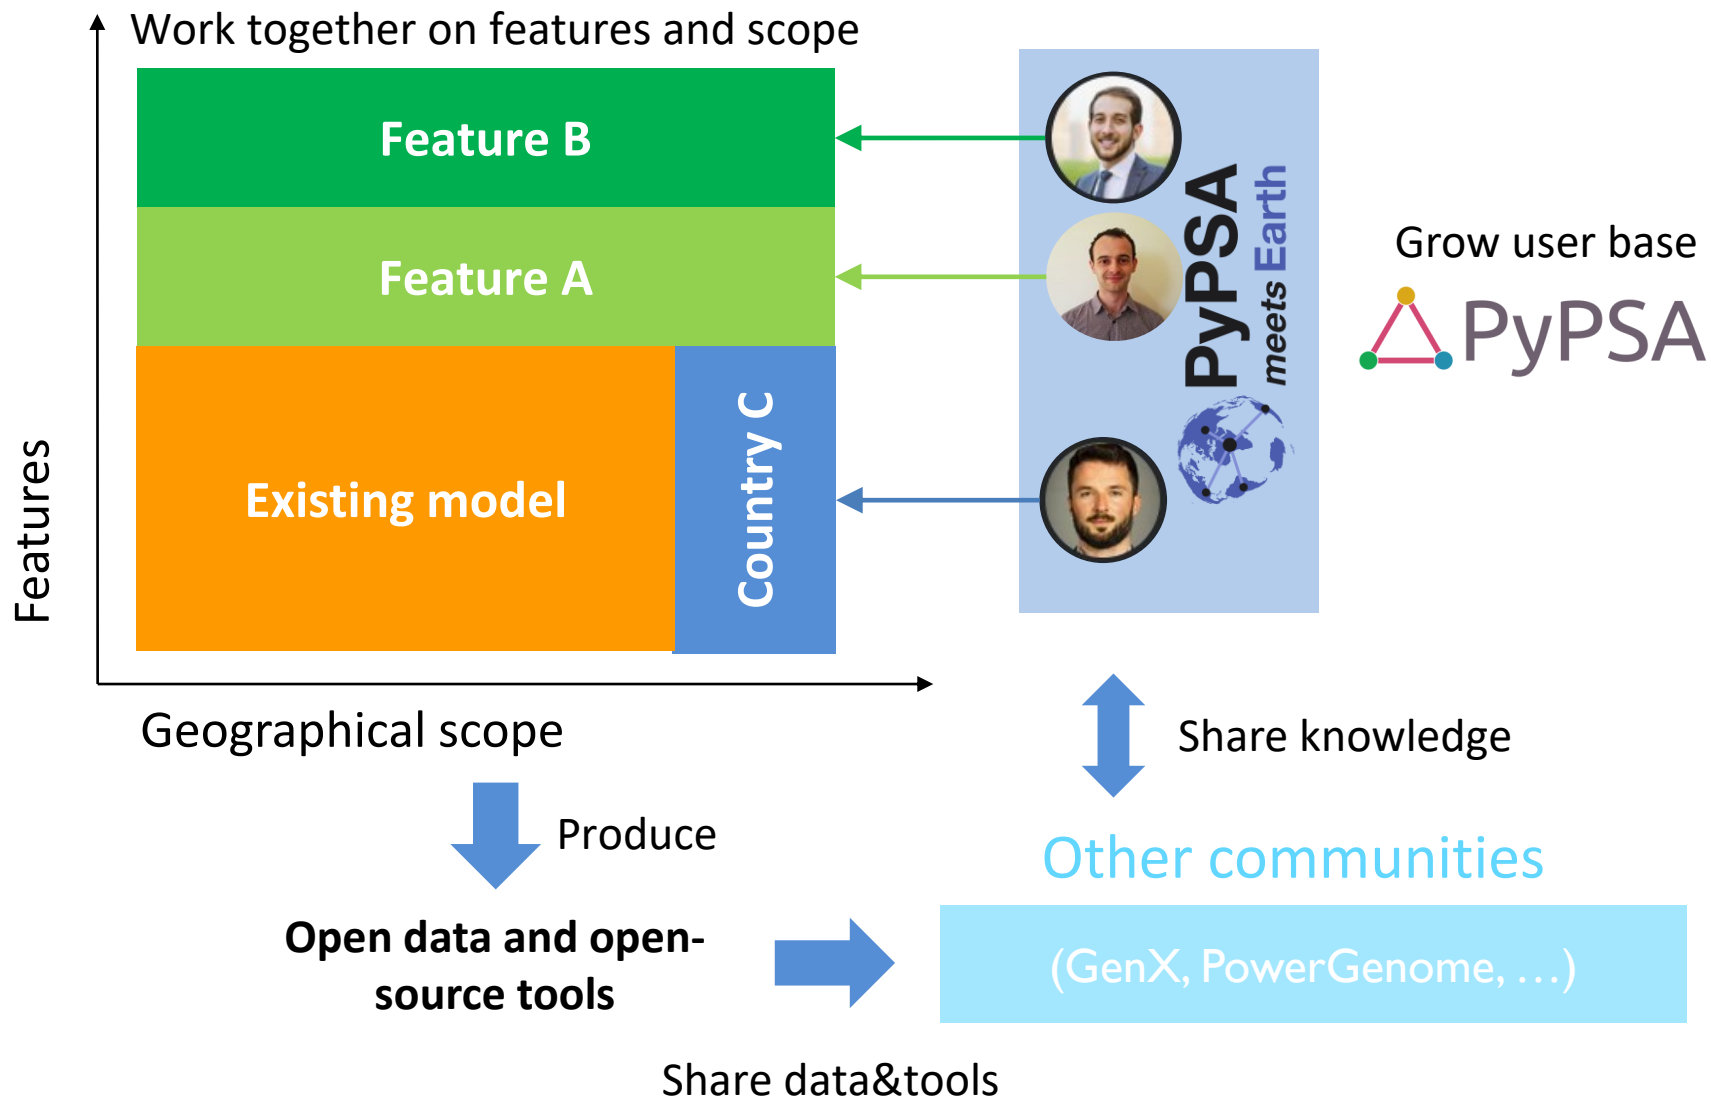 Work together on features and scope
Feature B
Feature A
Existing model
Country C
Features
Geographical scope
PyPSA
meets Earth
Grow user base
PyPSA
Share knowledge
Produce
Other communities
Open data and open-
source tools
(GenX, PowerGenome, ...)
Share data&tools